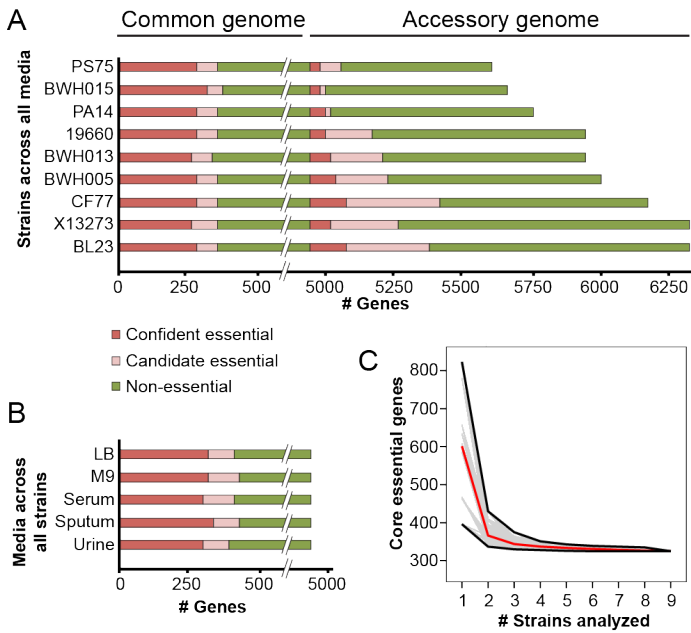 A
Common genome
Accessory genome
Strains across all media
PS75
BWH015
PA14
19660
BWH013
BWH005
CF77
X13273
BL23
0 250 500 5000 5250 5500 5750 6000 6250
# Genes
Confident essential
Candidate essential
Non-essential
B
Media across
all strains
LB
M9
Serum
Sputum
Urine
0 250 5000 5000
# Genes
C
Core essential genes
800
700
600
500
400
300
1 2 3 4 5 6 7 8 9
# Strains analyzed